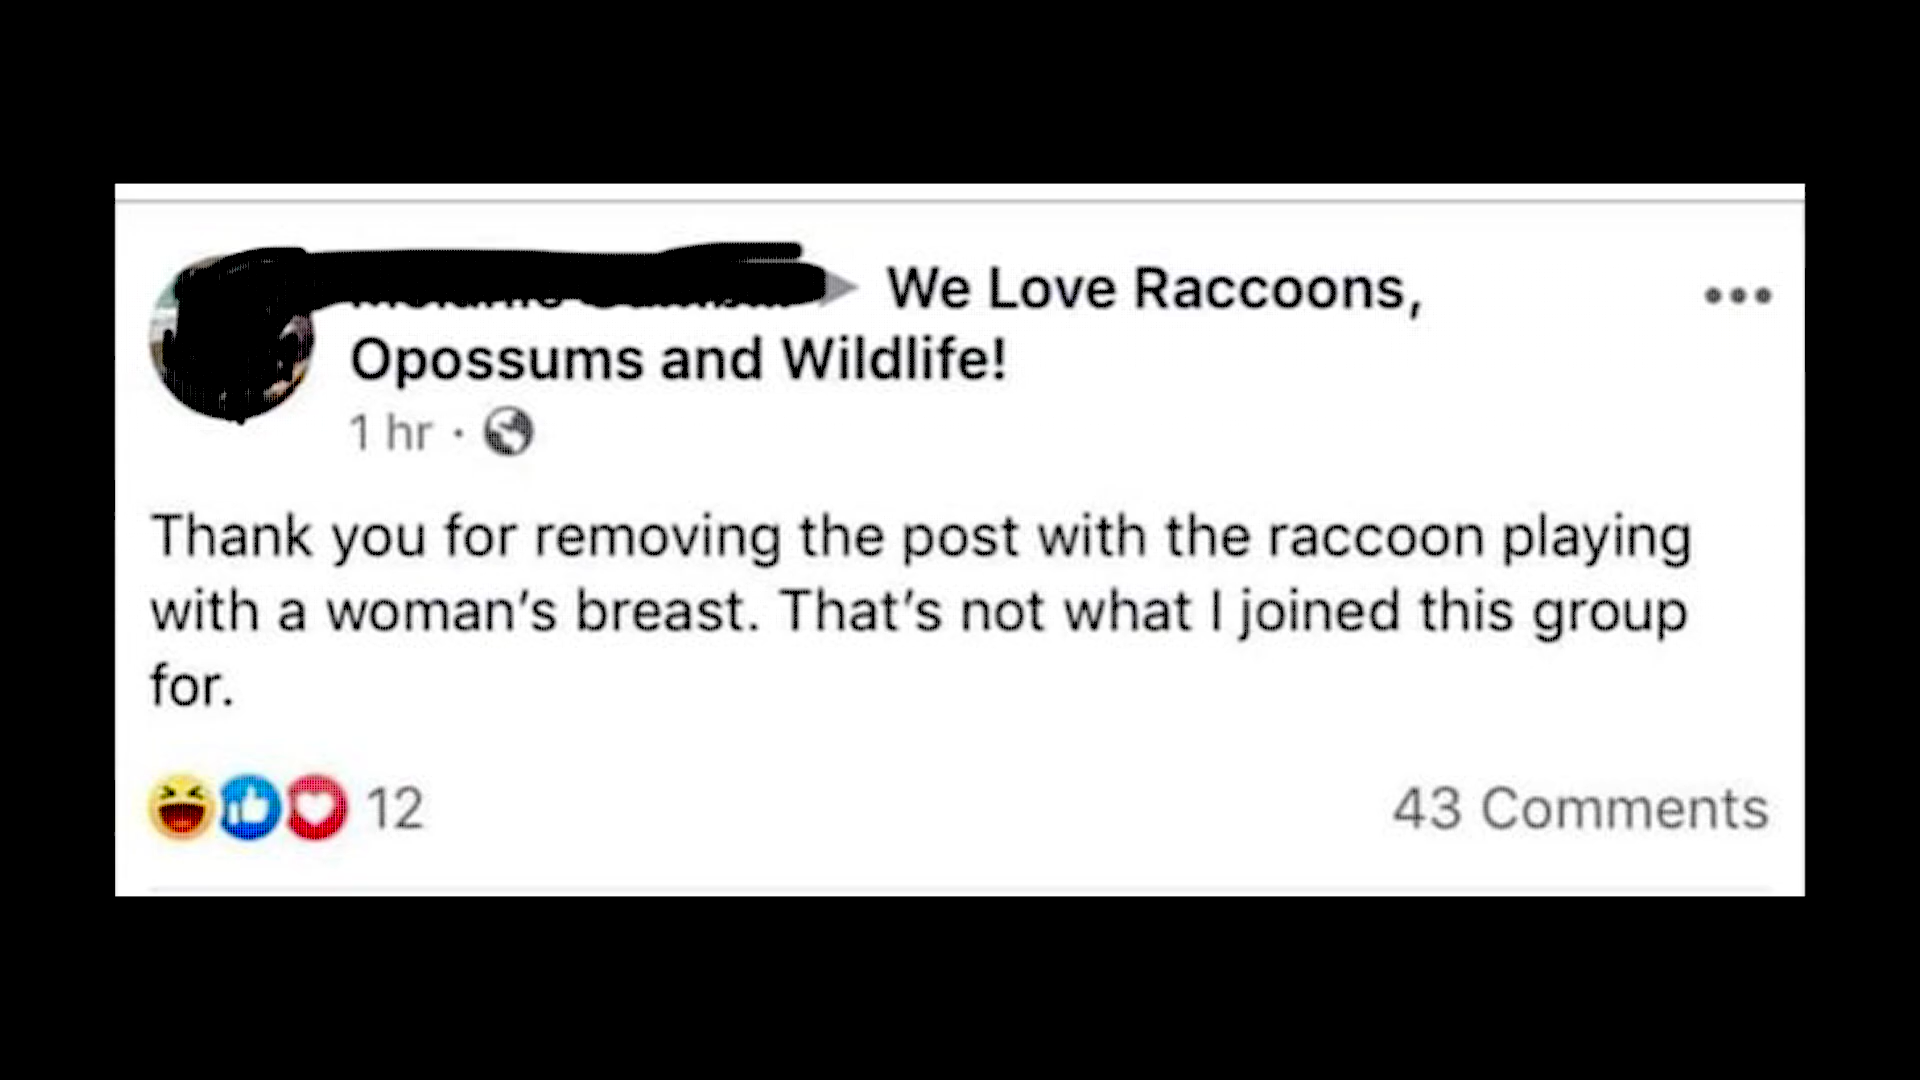 We Love Raccoons,
Opossums and Wildlife!
1 hr ·
Thank you for removing the post with the raccoon playing
with a woman's breast. That's not what I joined this group
for.
12 43 Comments